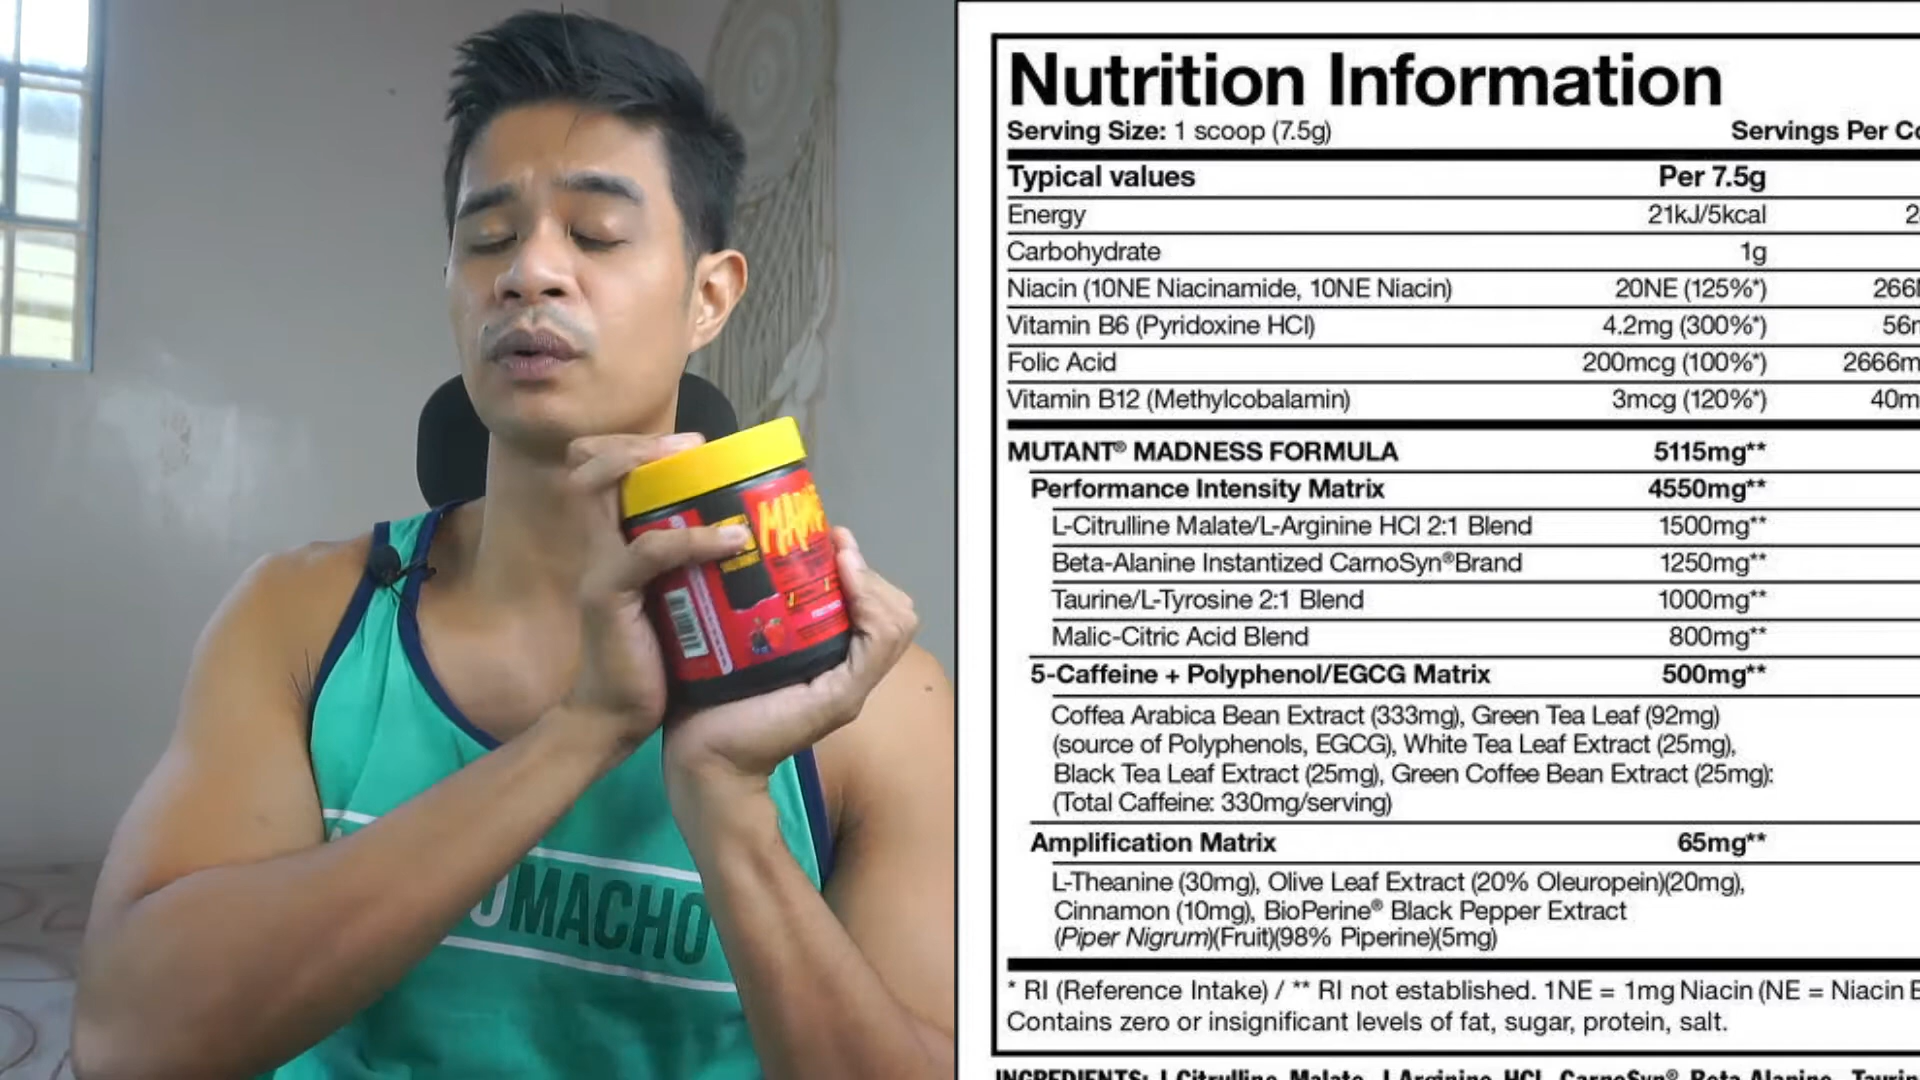 MACHO
Nutrition Information
Serving Size: 1 scoop (7.5g) Servings Per
Typical values Per 7.5g
Energy 21kJ/5kcal
Carbohydrate 1g
Niacin (10NE Niacinamide, 10NE Niacin) 20NE (125%*)
Vitamin B6 (Pyridoxine HCl) 4.2mg (300%*)
Folic Acid 200mcg (100%*)
Vitamin B12 (Methylcobalamin) 3mcg (120%*)
MUTANT® MADNESS FORMULA 5115mg**
Performance Intensity Matrix 4550mg**
L-Citrulline Malate/L-Arginine HCl 2:1 Blend 1500mg**
Beta-Alanine Instantized CarnoSyn®Brand 1250mg**
Taurine/L-Tyrosine 2:1 Blend 1000mg**
Malic-Citric Acid Blend 800mg**
5-Caffeine + Polyphenol/EGCG Matrix 500mg**
Coffea Arabica Bean Extract (333mg), Green Tea Leaf (92mg)
(source of Polyphenols, EGCG), White Tea Leaf Extract (25mg),
Black Tea Leaf Extract (25mg), Green Coffee Bean Extract (25mg):
(Total Caffeine: 330mg/serving)
Amplification Matrix 65mg**
L-Theanine (30mg), Olive Leaf Extract (20% Oleuropein)(20mg),
Cinnamon (10mg), BioPerine® Black Pepper Extract
(Piper Nigrum)(Fruit)(98% Piperine)(5mg)
* RI (Reference Intake) / ** RI not established. 1NE = 1mg Niacin (NE = Niacin
Contains zero or insignificant levels of fat, sugar, protein, salt.
INGREDIENTS: L-Citrulline Malate, L-Arginine HCl, CarnoSyn® Beta-Alanine,